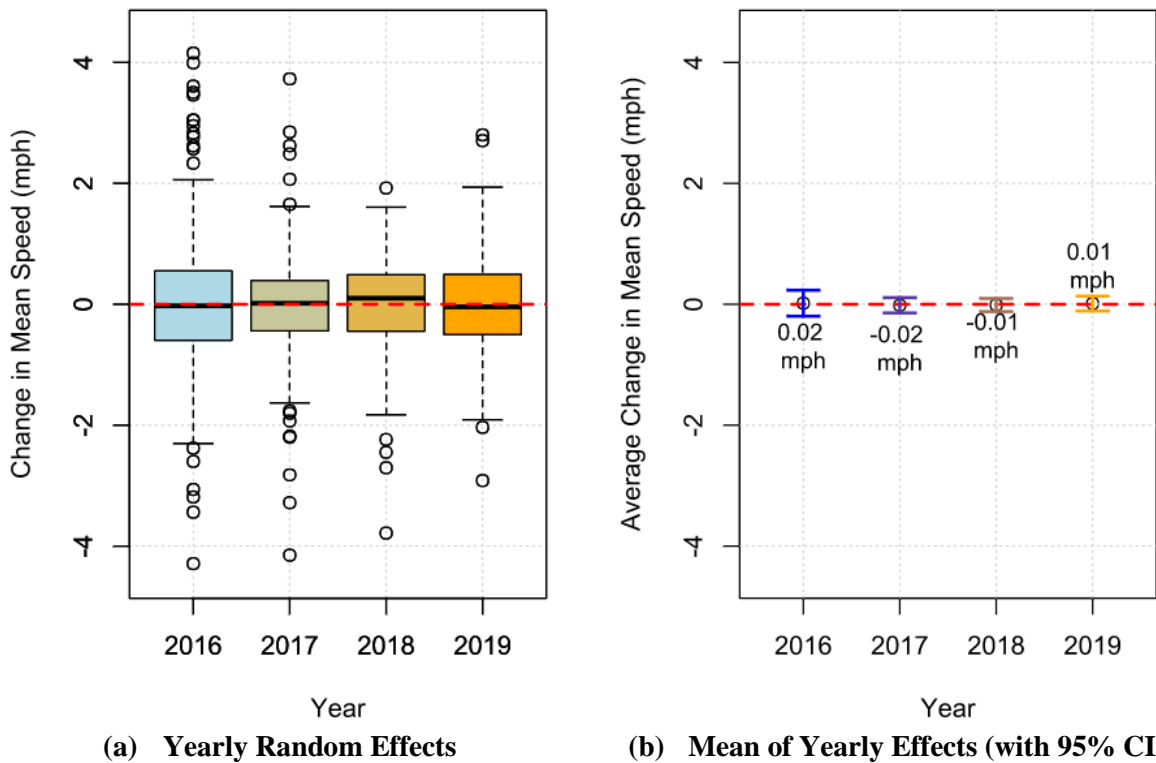 Change in Mean Speed (mph)
4
2
0
-2
-4
2016 2017 2018 2019
Year
(a) Yearly Random Effects
Average Change in Mean Speed (mph)
4
2
0
-2
-4
0.02
mph
-0.02
mph
-0.01
mph
0.01
mph
2016 2017 2018 2019
Year
(b) Mean of Yearly Effects (with 95% CI